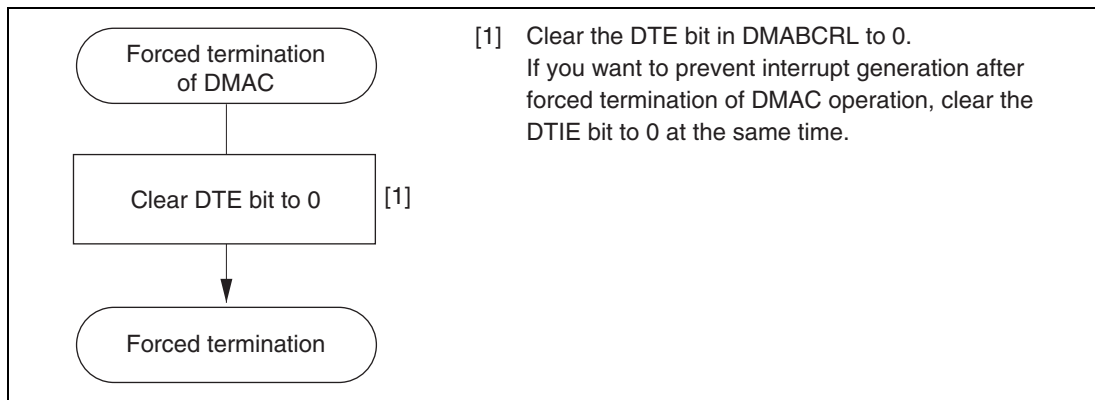 Forced termination
of DMAC
Clear DTE bit to 0
[1]
Forced termination
[1] Clear the DTE bit in DMABCRL to 0.
If you want to prevent interrupt generation after
forced termination of DMAC operation, clear the
DTIE bit to 0 at the same time.